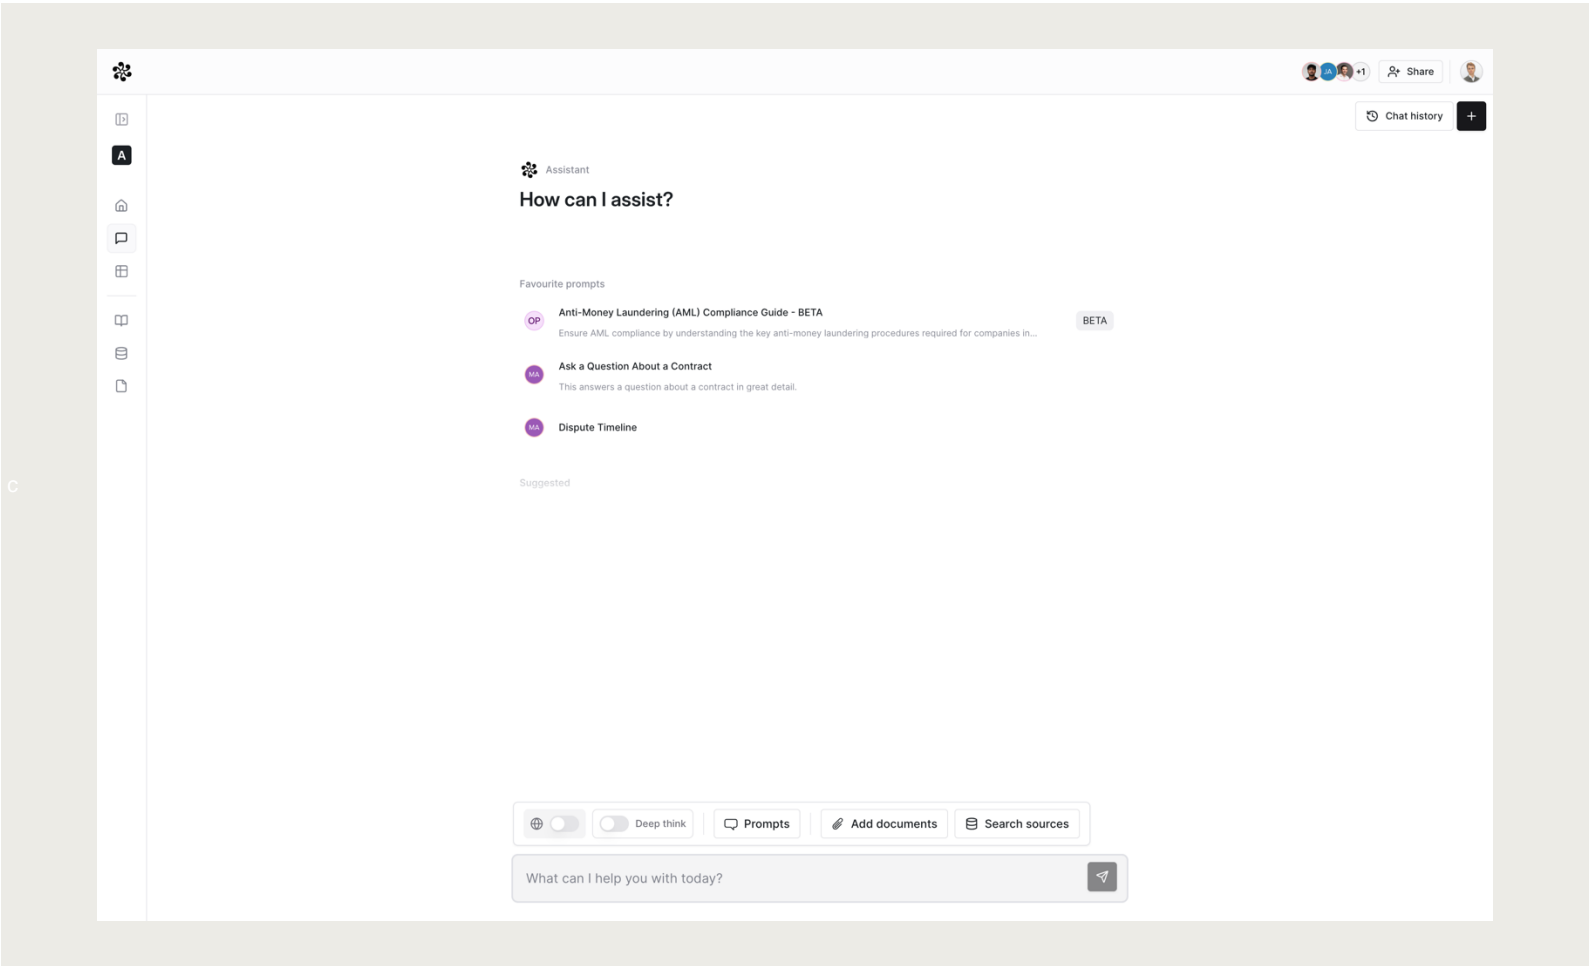 JA
+1
Share
Chat history
A
Assistant
How can I assist?
Favourite prompts
OP
Anti-Money Laundering (AML) Compliance Guide - BETA
BETA
Ensure AML compliance by understanding the key anti-money laundering procedures required for companies in...
MA
Ask a Question About a Contract
This answers a question about a contract in great detail.
MA
Dispute Timeline
Suggested
C
Deep think
Prompts
Add documents
Search sources
What can I help you with today?